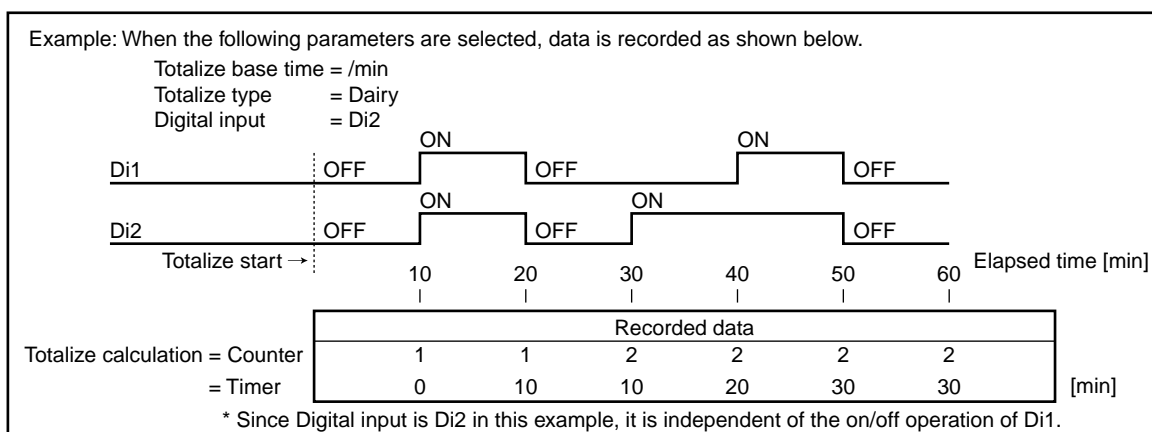 Example: When the following parameters are selected, data is recorded as shown below.
Totalize base time = /min
Totalize type = Dairy
Digital input = Di2
ON ON
Di1 OFF OFF OFF
ON ON
Di2 OFF OFF OFF
Totalize start → 10 20 30 40 50 60 Elapsed time [min]
Recorded data
Totalize calculation = Counter 1 1 2 2 2 2
= Timer 0 10 10 20 30 30 [min]
* Since Digital input is Di2 in this example, it is independent of the on/off operation of Di1.